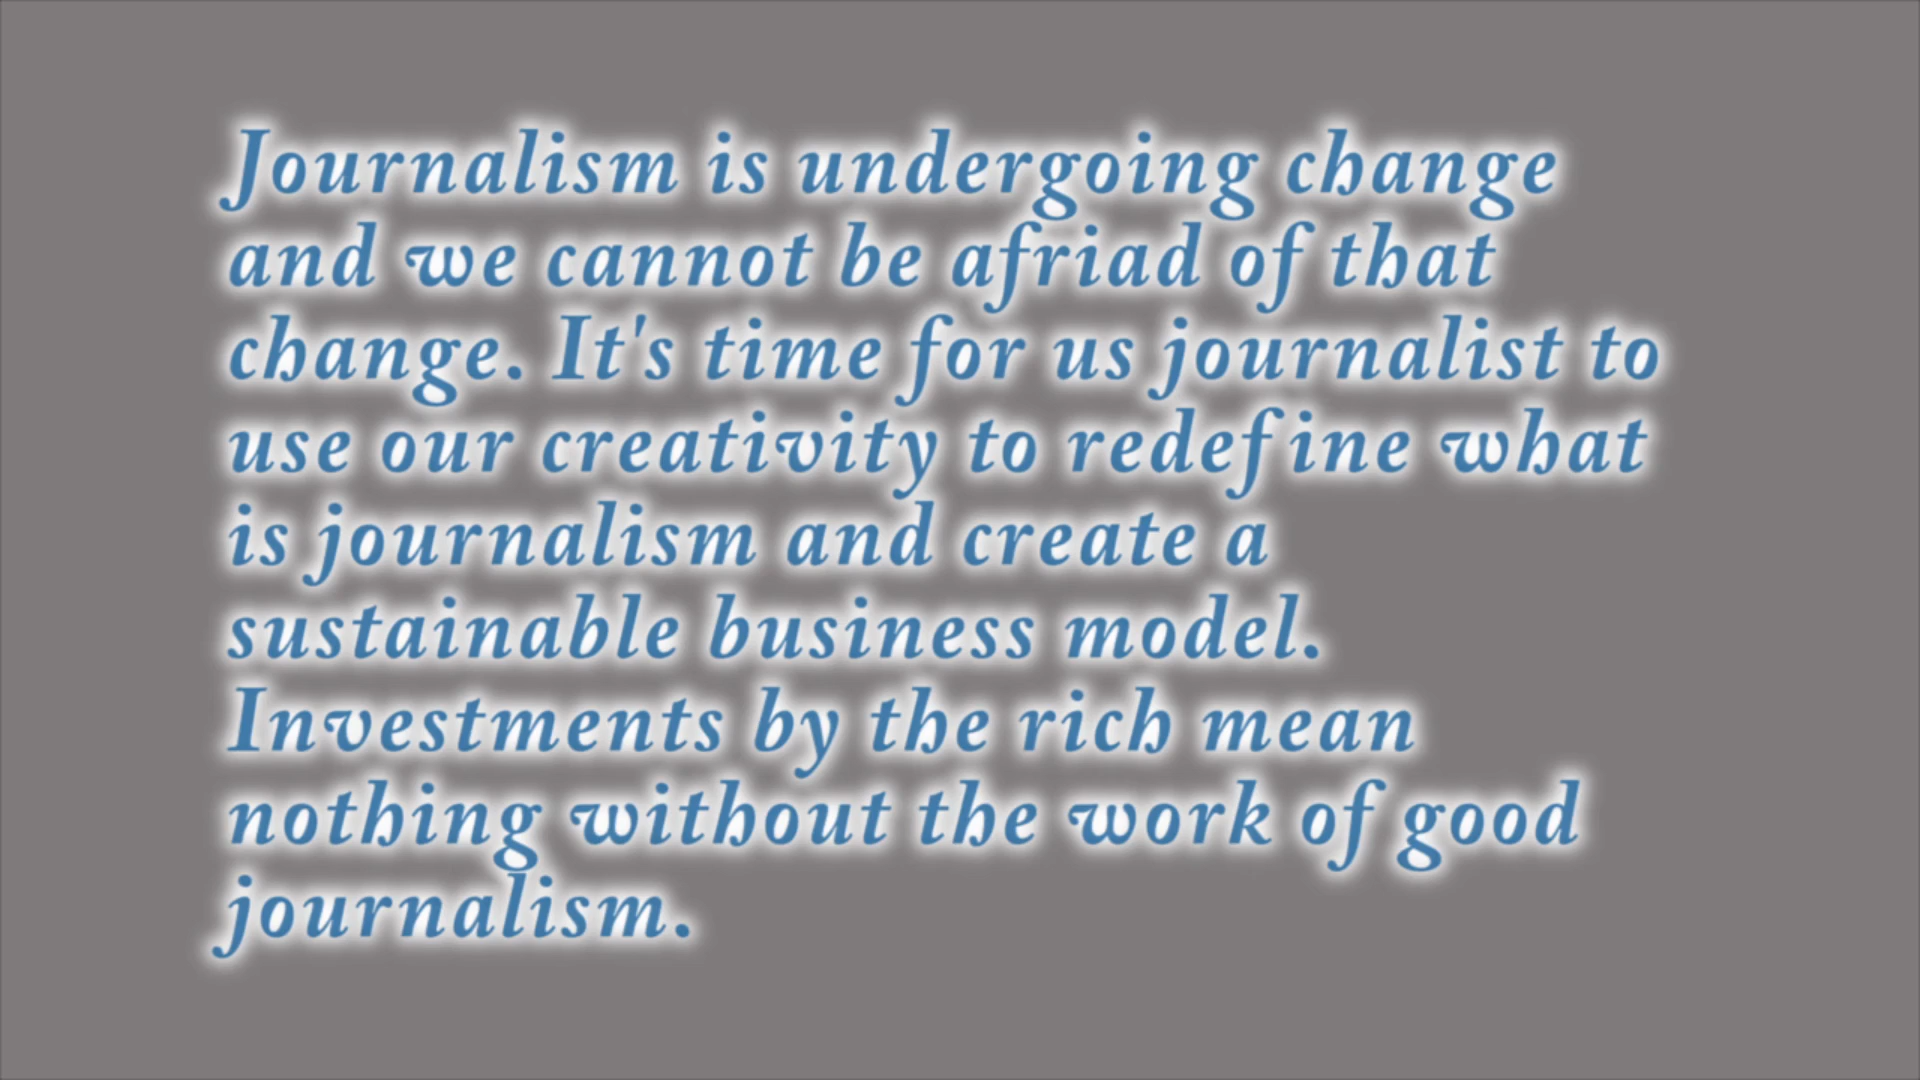 Journalism is undergoing change
and we cannot be afriad of that
change. It's time for us journalist to
use our creativity to redefine what
is journalism and create a
sustainable business model.
Investments by the rich mean
nothing without the work of good
journalism.